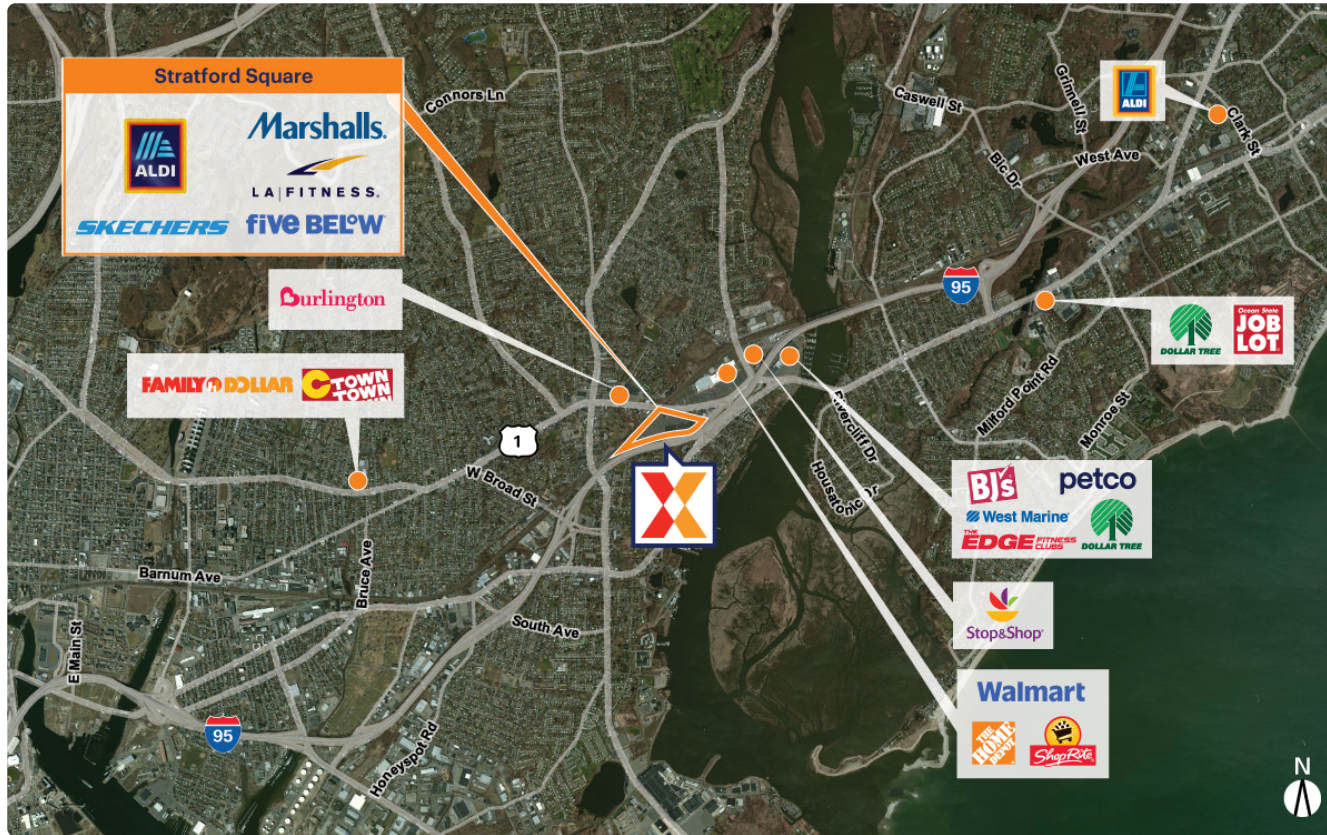 Stratford Square
ALDI
Marshalls.
LA|FITNESS.
SKECHERS
five BELOW
Connors Ln
Caswell St
Grinnell St
ALDI
Clark St
Bic Dr
West Ave
95
Burlington
DOLLAR TREE
Ocean State
JOB
LOT
FAMILY DOLLAR
C TOWN
TOWN
1
Milford Point Rd
Monroe St
Rivercliff Dr
Housatonic Dr
W Broad St
BJ's
petco
West Marine
THE
EDGE FITNESS
CLUBS
DOLLAR TREE
Barnum Ave
Bruce Ave
Stop&Shop
South Ave
E Main St
Walmart
THE
HOME
DEPOT
ShopRite
95
Honeyspot Rd
N